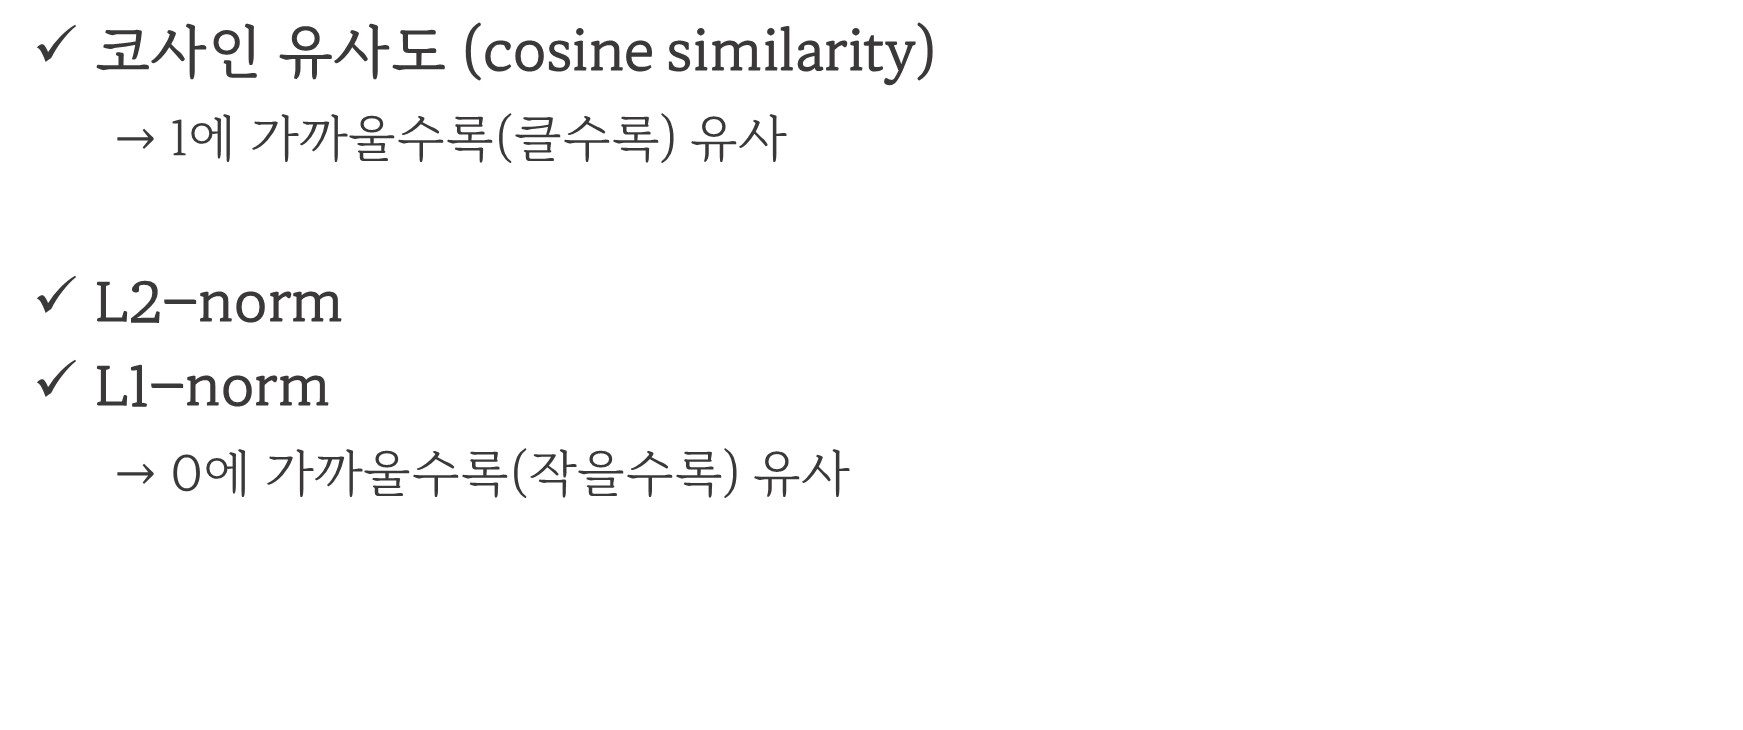 ✓ 코사인 유사도 (cosine similarity)
→ 1에 가까울수록(클수록) 유사
✓ L2-norm
✓ L1-norm
→ 0에 가까울수록(작을수록) 유사